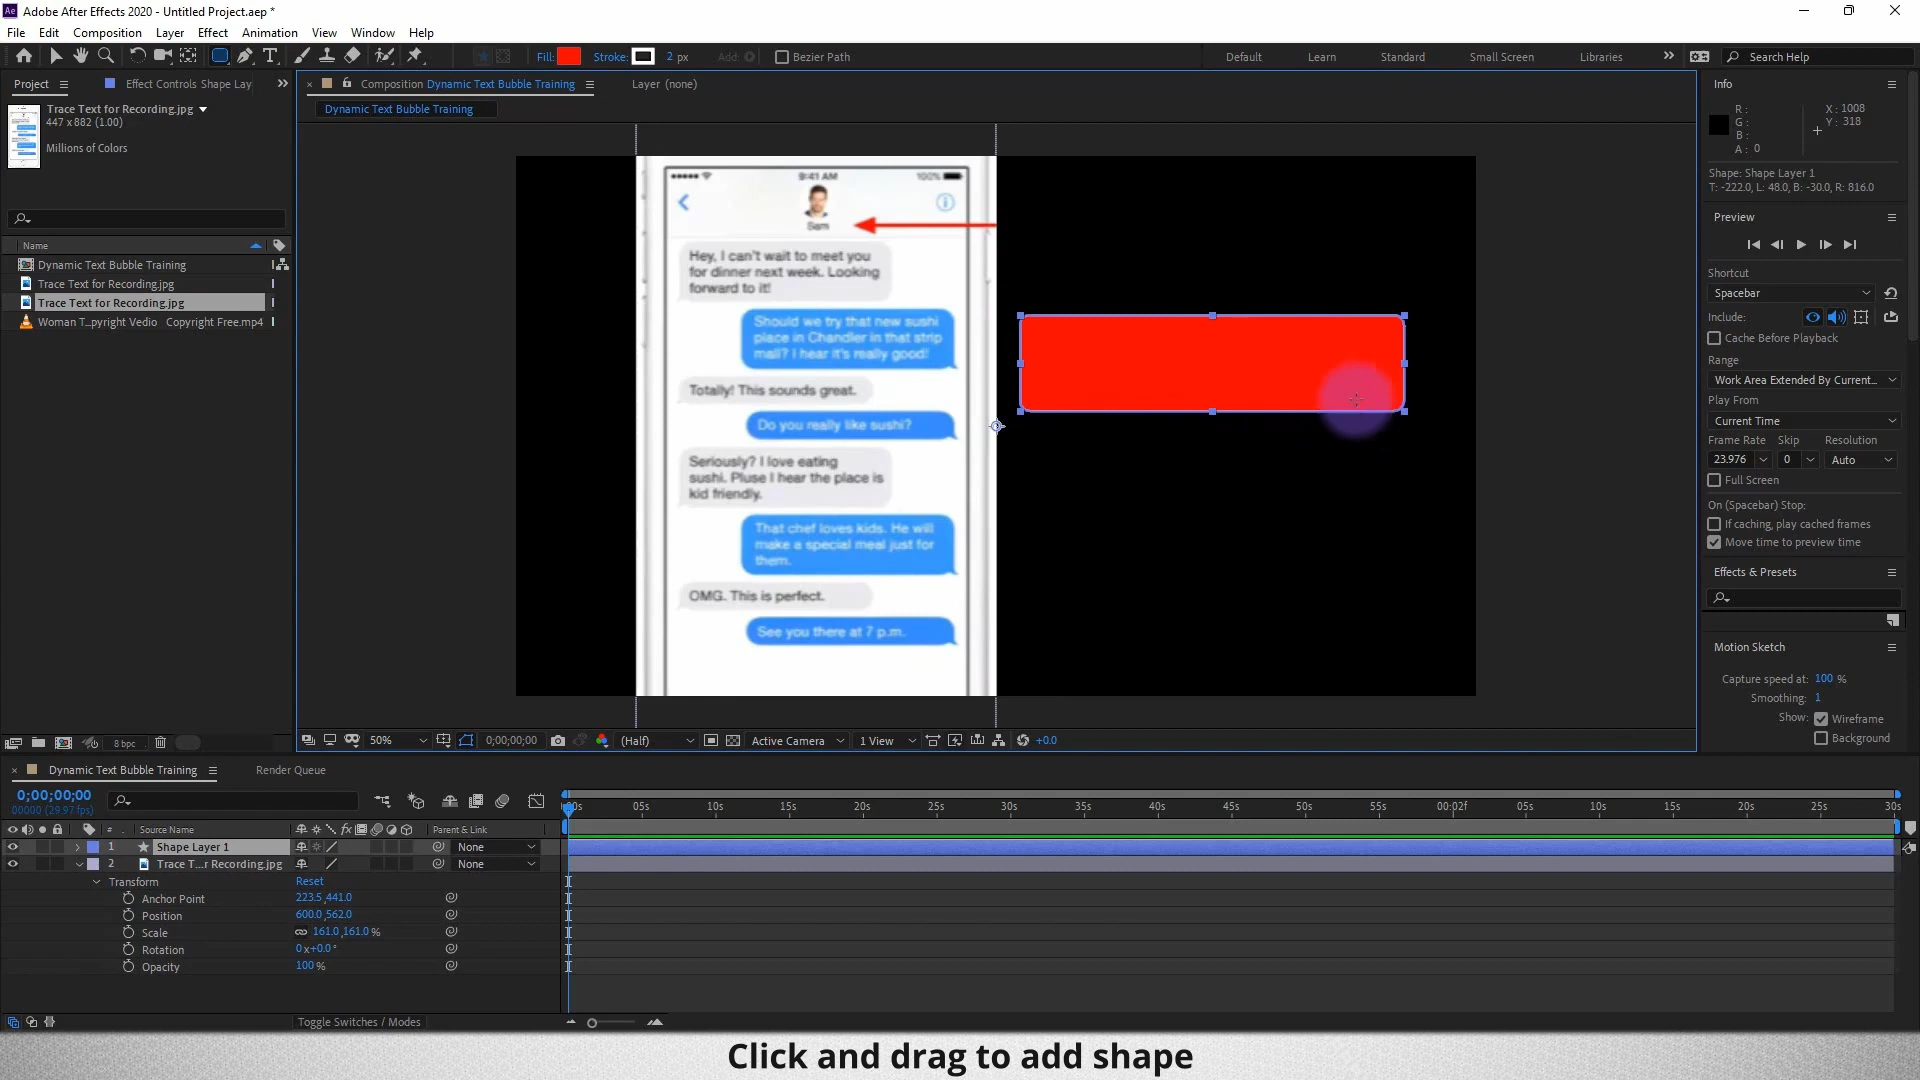 Adobe After Effects 2020 - Untitled Project.aep *
File Edit Composition Layer Effect Animation View Window Help
Fill: Stroke: 2 px Add: Bezier Path Default Learn Standard Small Screen Libraries Search Help
Project Effect Controls Shape Lay
Composition Dynamic Text Bubble Training Layer (none)
Dynamic Text Bubble Training
Trace Text for Recording.jpg
447 x 882 (1.00)
Millions of Colors
Name
Dynamic Text Bubble Training
Trace Text for Recording.jpg
Trace Text for Recording.jpg
Woman T...pyright Vedio Copyright Free.mp4
8 bpc
9:41 AM 100%
Sam
Hey, I can't wait to meet you
for dinner next week. Looking
forward to it!
Should we try that new sushi
place in Chandler in that strip
mall? I hear it's really good!
Totally! This sounds great.
Do you really like sushi?
Seriously? I love eating
sushi. Pluse I hear the place is
kid friendly.
That chef loves kids. He will
make a special meal just for
them.
OMG. This is perfect.
See you there at 7 p.m.
50% 0;00;00;00 (Half) Active Camera 1 View +0.0
Info
R :
G :
B :
A : 0
X : 1008
Y : 318
Shape: Shape Layer 1
T: -222.0, L: 48.0, B: -30.0, R: 816.0
Preview
Shortcut
Spacebar
Include:
Cache Before Playback
Range
Work Area Extended By Current...
Play From
Current Time
Frame Rate Skip Resolution
23.976 0 Auto
Full Screen
On (Spacebar) Stop:
If caching, play cached frames
Move time to preview time
Effects & Presets
Motion Sketch
Capture speed at: 100 %
Smoothing: 1
Show: Wireframe
Background
Dynamic Text Bubble Training Render Queue
0;00;00;00
00000 (29.97 fps)
05s 10s 15s 20s 25s 30s 35s 40s 45s 50s 55s 00:02f 05s 10s 15s 20s 25s 30s
# Source Name Parent & Link
1 Shape Layer 1 None
2 Trace T...r Recording.jpg None
Transform Reset
Anchor Point 223.5,441.0
Position 600.0,562.0
Scale 161.0,161.0 %
Rotation 0x+0.0°
Opacity 100 %
Toggle Switches / Modes
Click and drag to add shape